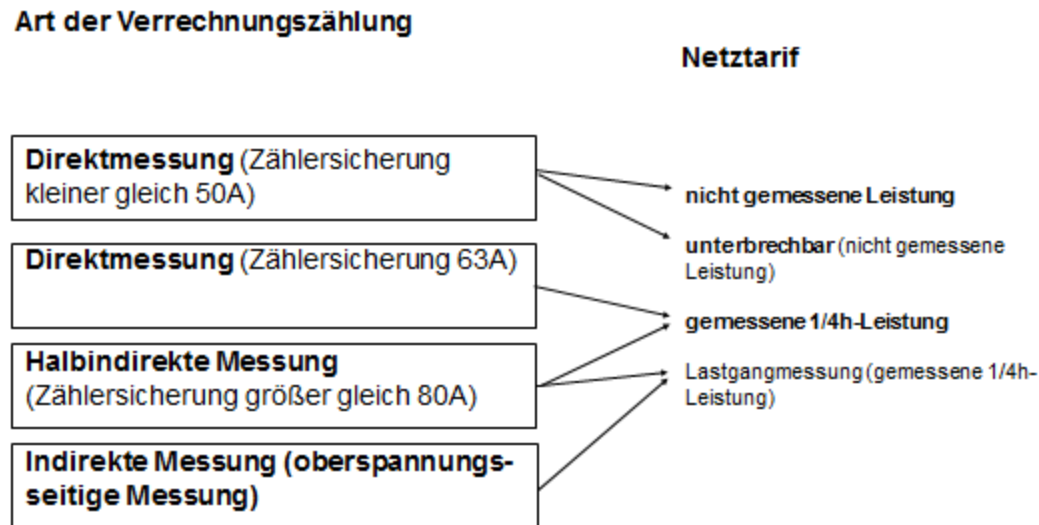 Art der Verrechnungszählung
Netztarif
Direktmessung (Zählersicherung
kleiner gleich 50A)
nicht gemessene Leistung
unterbrechbar (nicht gemessene
Leistung)
Direktmessung (Zählersicherung 63A)
gemessene 1/4h-Leistung
Halbindirekte Messung
(Zählersicherung größer gleich 80A)
Lastgangmessung (gemessene 1/4h-
Leistung)
Indirekte Messung (oberspannungs-
seitige Messung)